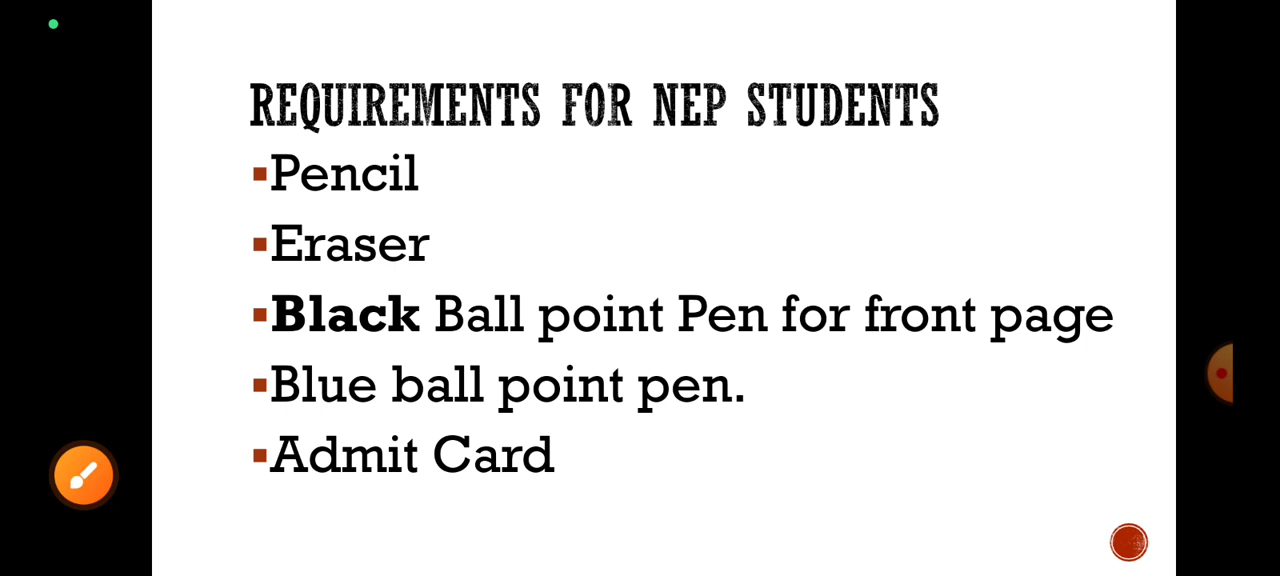 REQUIREMENTS FOR NEP STUDENTS
▪Pencil
▪Eraser
▪Black Ball point Pen for front page
▪Blue ball point pen.
▪Admit Card